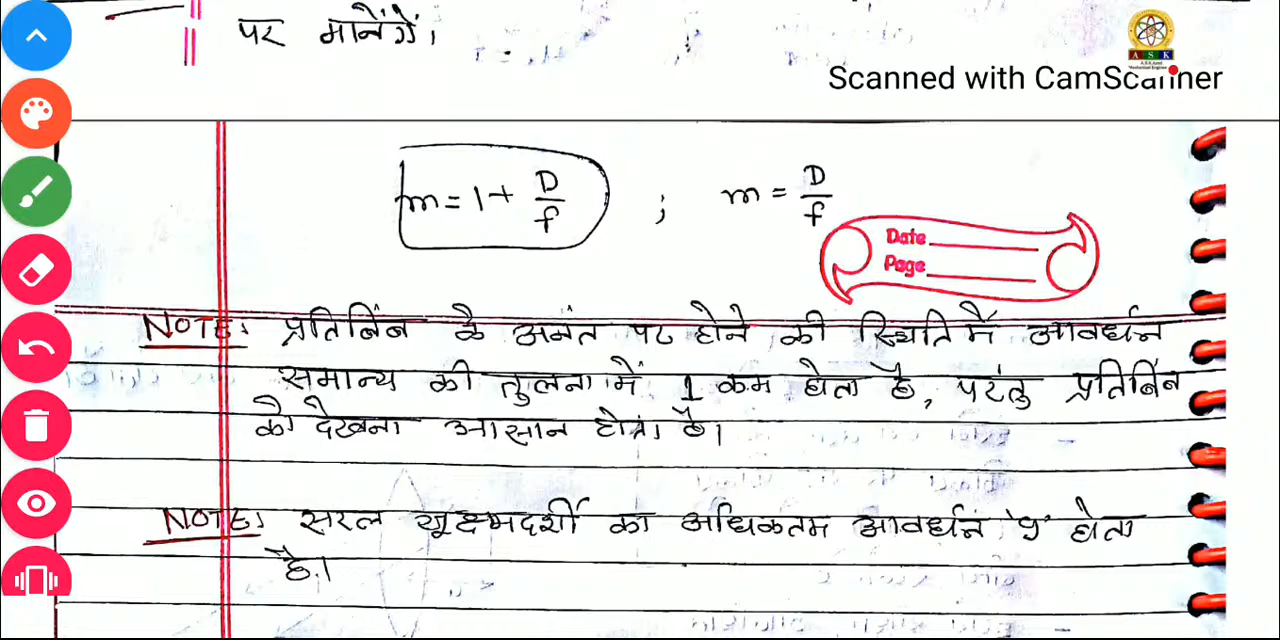 पर मानेंगें।
A S K
Scanned with CamScanner
m = 1 + D/f ; m = D/f
Date
Page
NOTE: प्रतिबिंब के अनंत पर होने की स्थिति में आवर्धन
समान्य की तुलना में 1 कम होता है, परंतु प्रतिबिंब
को देखना आसान होता है।
NOTE: सरल सूक्ष्मदर्शी का अधिकतम आवर्धन '9' होता
है।